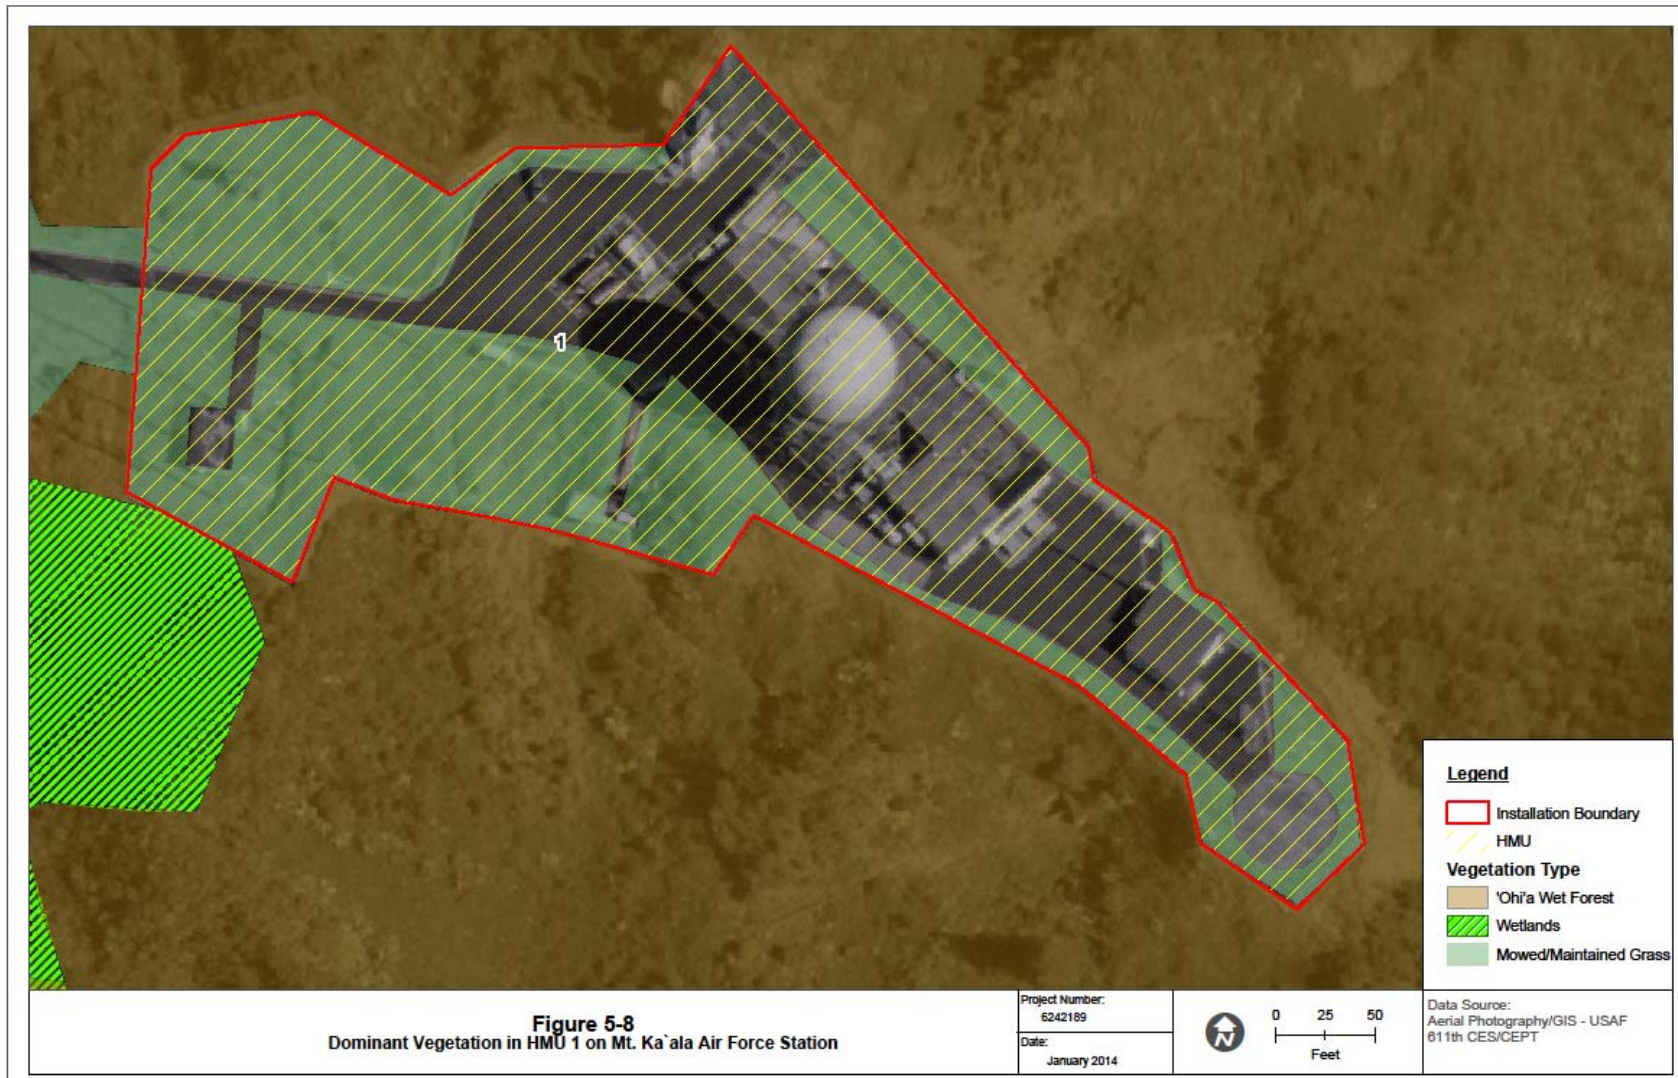 1
Legend
Installation Boundary
HMU
Vegetation Type
'Ohi'a Wet Forest
Wetlands
Mowed/Maintained Grass
Figure 5-8
Dominant Vegetation in HMU 1 on Mt. Ka`ala Air Force Station
Project Number:
6242189
Date:
January 2014
N
0 25 50
Feet
Data Source:
Aerial Photography/GIS - USAF
611th CES/CEPT